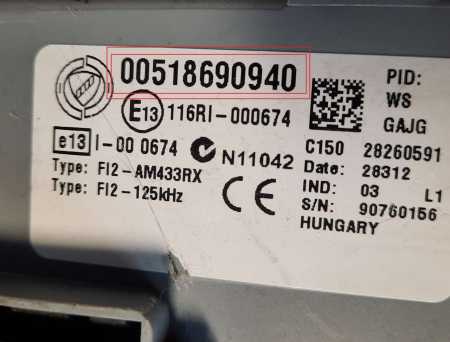 00518690940
E13 116RI-000674
e13 I-00 0674 N11042
Type: FI2-AM433RX
Type: FI2-125kHz
PID:
WS
GAJG
C150 28260591
Date: 28312
IND: 03 L1
S/N: 90760156
HUNGARY